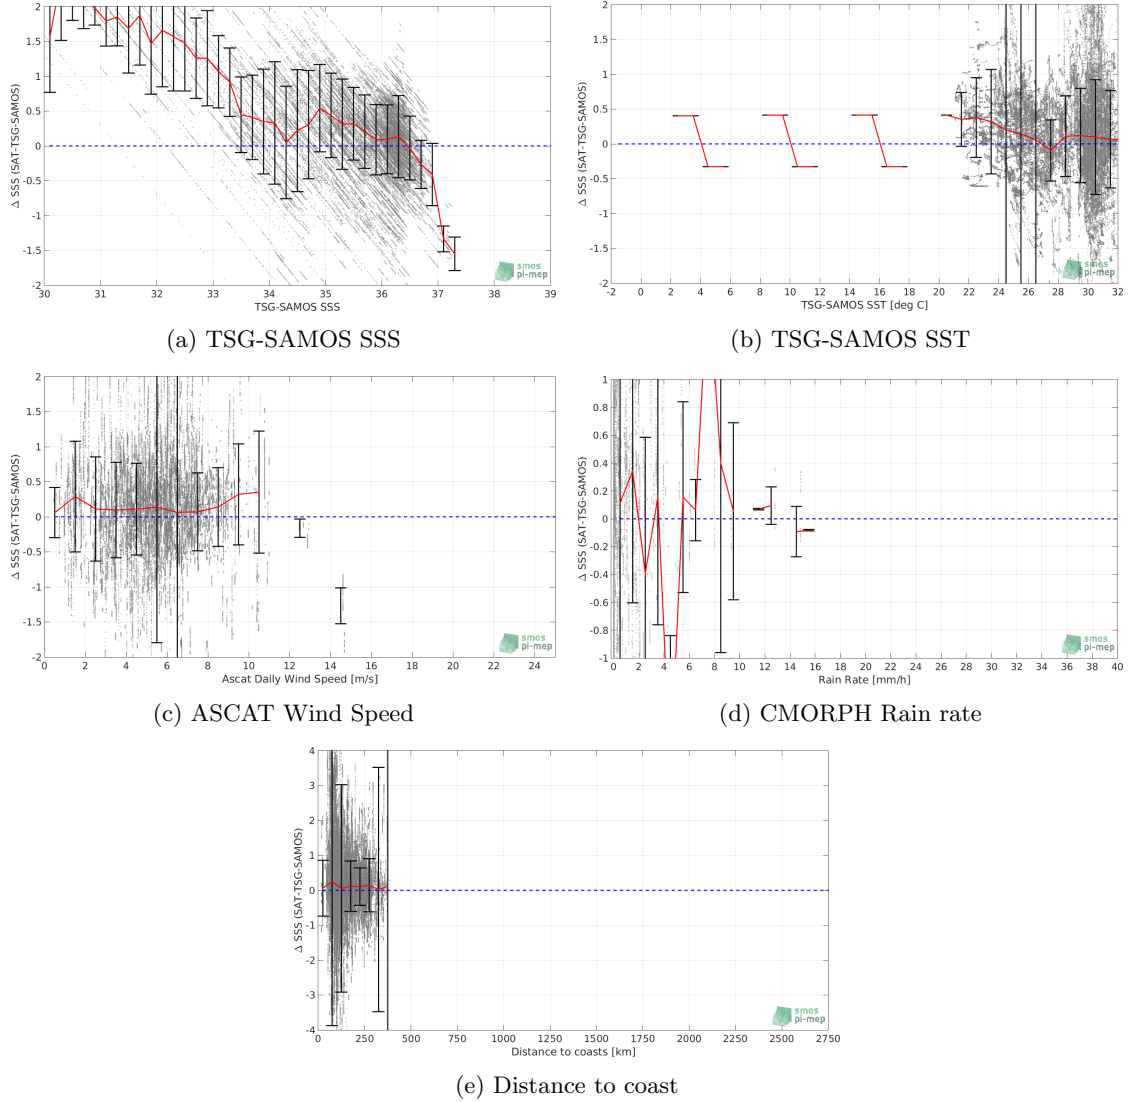 2
1.5
1
0.5
0
-0.5
-1
-1.5
-2
Δ SSS (SAT-TSG-SAMOS)
30 31 32 33 34 35 36 37 38 39
TSG-SAMOS SSS
smos
pi-mep
(a) TSG-SAMOS SSS
2
1.5
1
0.5
0
-0.5
-1
-1.5
-2
Δ SSS (SAT-TSG-SAMOS)
-2 0 2 4 6 8 10 12 14 16 18 20 22 24 26 28 30 32
TSG-SAMOS SST [deg C]
smos
pi-mep
(b) TSG-SAMOS SST
2
1.5
1
0.5
0
-0.5
-1
-1.5
-2
Δ SSS (SAT-TSG-SAMOS)
0 2 4 6 8 10 12 14 16 18 20 22 24
Ascat Daily Wind Speed [m/s]
smos
pi-mep
(c) ASCAT Wind Speed
1
0.8
0.6
0.4
0.2
0
-0.2
-0.4
-0.6
-0.8
-1
Δ SSS (SAT-TSG-SAMOS)
0 2 4 6 8 10 12 14 16 18 20 22 24 26 28 30 32 34 36 38 40
Rain Rate [mm/h]
smos
pi-mep
(d) CMORPH Rain rate
4
3
2
1
0
-1
-2
-3
-4
Δ SSS (SAT-TSG-SAMOS)
0 250 500 750 1000 1250 1500 1750 2000 2250 2500 2750
Distance to coasts [km]
smos
pi-mep
(e) Distance to coast